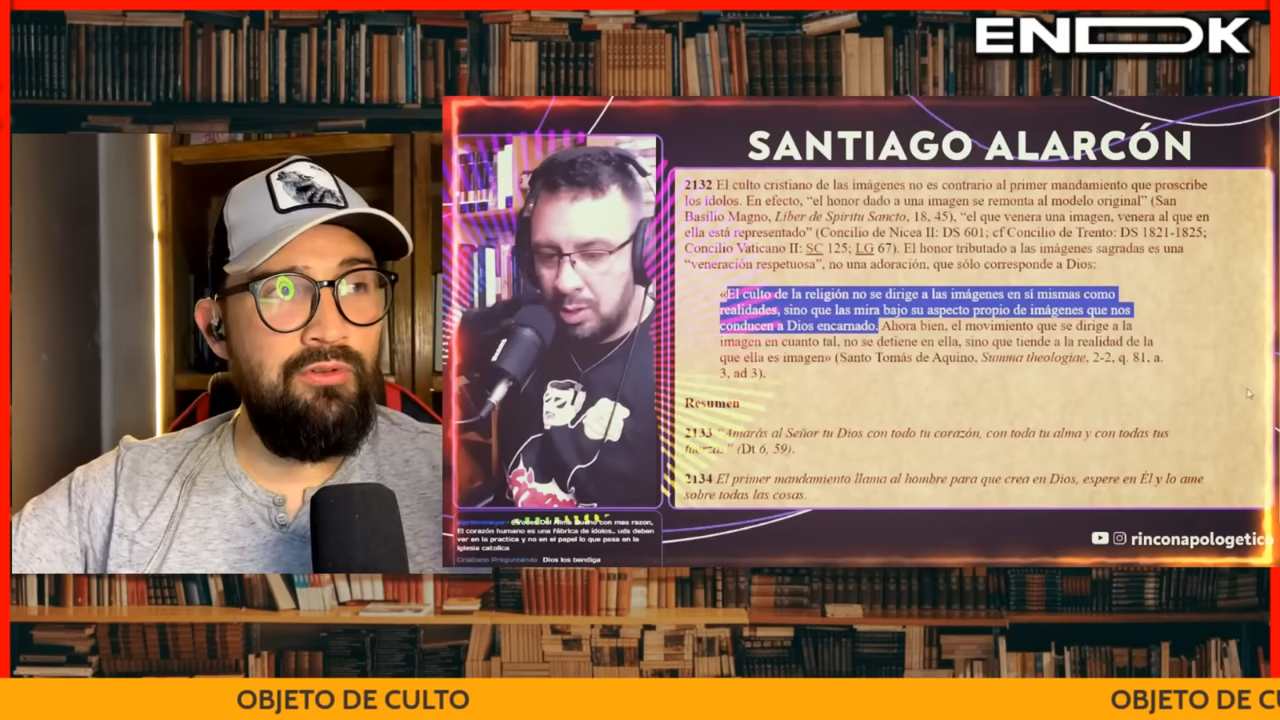 ENDK
SANTIAGO ALARCÓN
2132 El culto cristiano de las imágenes no es contrario al primer mandamiento que proscribe
los ídolos. En efecto, “el honor dado a una imagen se remonta al modelo original” (San
Basilio Magno, Liber de Spiritu Sancto, 18, 45), “el que venera una imagen, venera al que en
ella está representado” (Concilio de Nicea II: DS 601; cf Concilio de Trento: DS 1821-1825;
Concilio Vaticano II: SC 125; LG 67). El honor tributado a las imágenes sagradas es una
“veneración respetuosa”, no una adoración, que sólo corresponde a Dios:
«El culto de la religión no se dirige a las imágenes en sí mismas como
realidades, sino que las mira bajo su aspecto propio de imágenes que nos
conducen a Dios encarnado. Ahora bien, el movimiento que se dirige a la
imagen en cuanto tal, no se detiene en ella, sino que tiende a la realidad de la
que ella es imagen» (Santo Tomás de Aquino, Summa theologiae, 2-2, q. 81, a.
3, ad 3).
Resumen
2133 “Amarás al Señor tu Dios con todo tu corazón, con toda tu alma y con todas tus
fuerzas” (Dt 6, 59).
2134 El primer mandamiento llama al hombre para que crea en Dios, espere en Él y lo ame
sobre todas las cosas.
con mas razon,
El corazón humano es una fábrica de ídolos.. uds deben
ver en la practica y no en el papel lo que pasa en la
iglesia catolica
Cristiano Preguntando Dios los bendiga
rinconapologetico
OBJETO DE CULTO
OBJETO DE CU